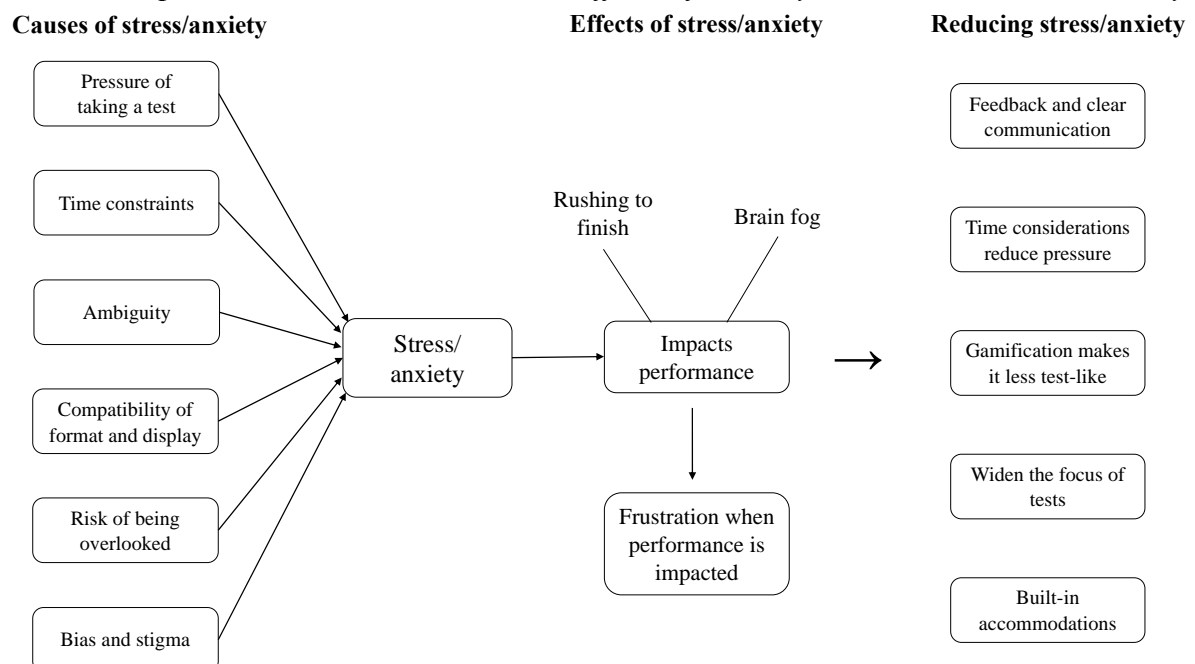 Causes of stress/anxiety
Effects of stress/anxiety
Reducing stress/anxiety
Pressure of
taking a test
Time constraints
Ambiguity
Compatibility of
format and display
Risk of being
overlooked
Bias and stigma
Stress/
anxiety
Rushing to
finish
Brain fog
Impacts
performance
Frustration when
performance is
impacted
Feedback and clear
communication
Time considerations
reduce pressure
Gamification makes
it less test-like
Widen the focus of
tests
Built-in
accommodations